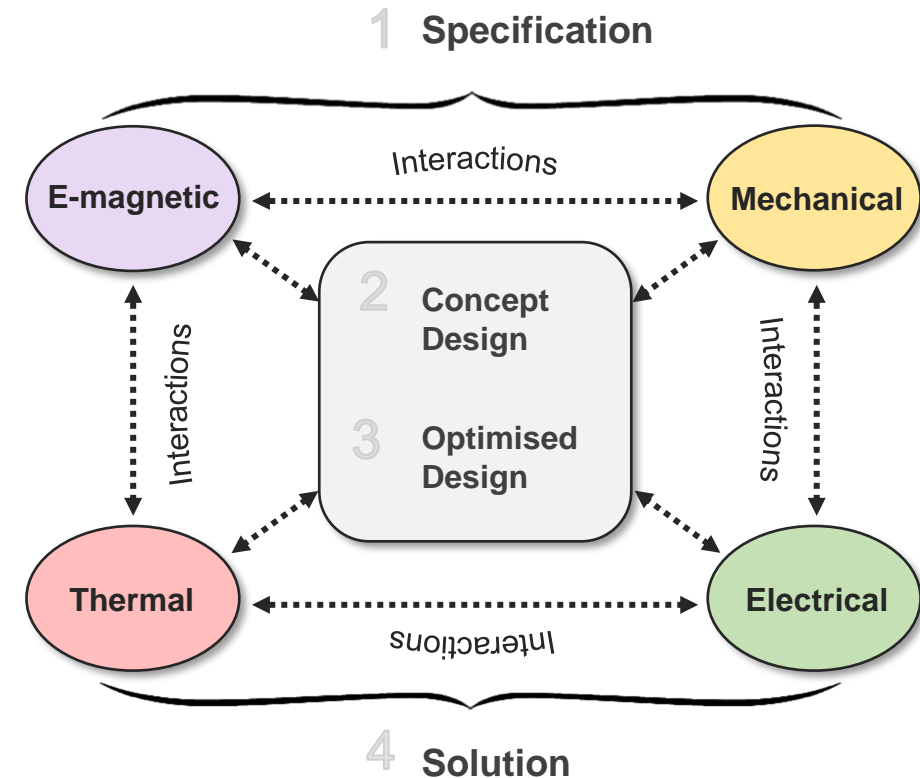 1 Specification
Interactions
E-magnetic
Mechanical
2 Concept
Design
Interactions
Interactions
3 Optimised
Design
Thermal
Electrical
Interactions
4 Solution